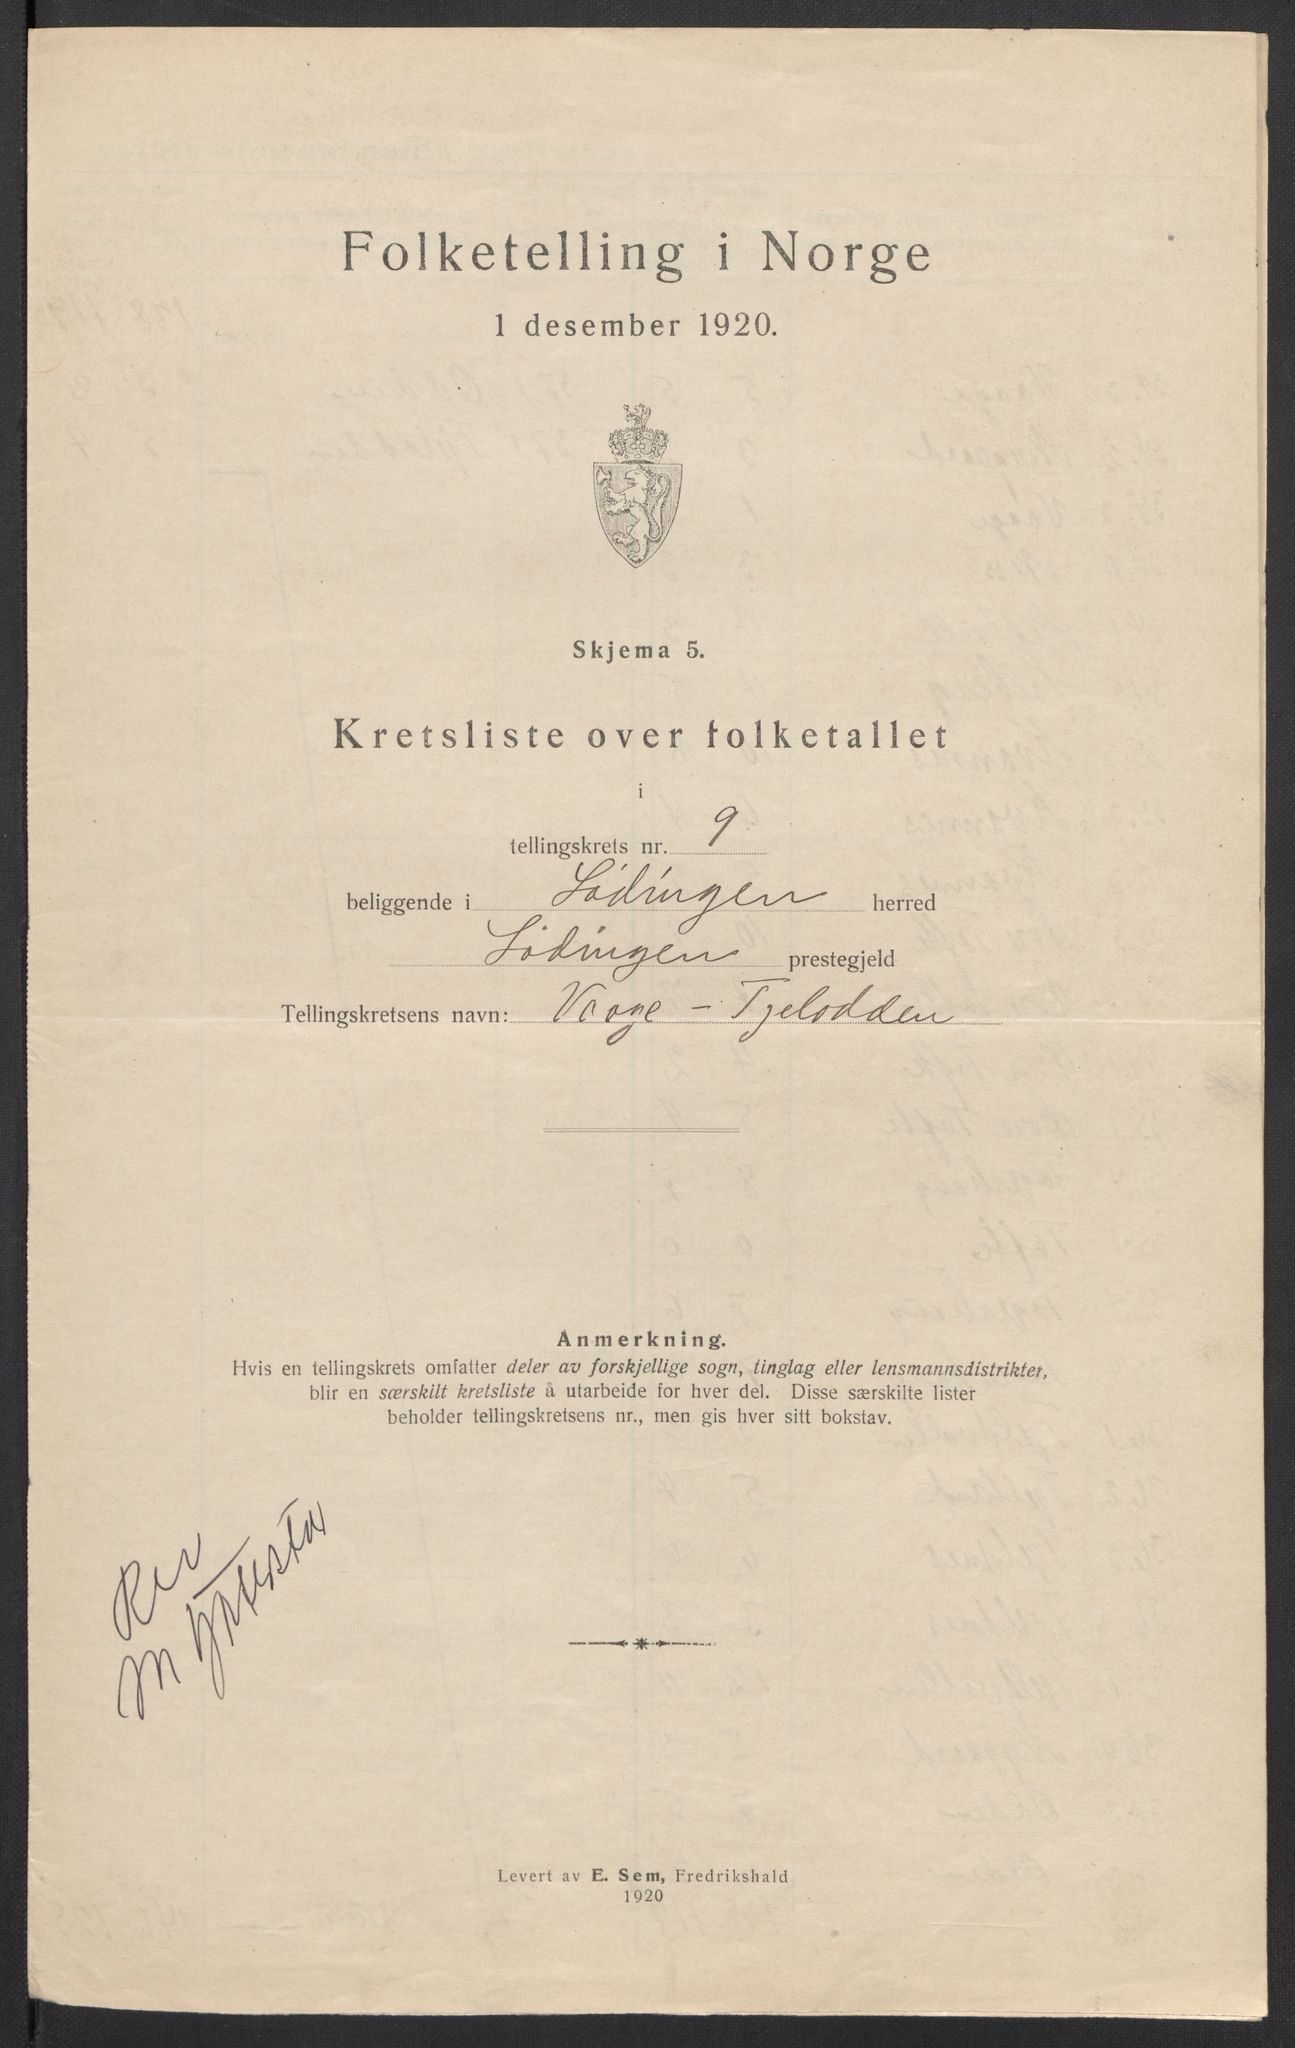 Folketelling i Norge
1 desember 1920.
Skjema 5.
Kretsliste over folketallet
i
tellingskrets nr. 9
beliggende i Lødingen herred
Lødingen prestegjeld
Tellingskretsens navn: Vaage - Tjelodden
Anmerkning.
Hvis en tellingskrets omfatter deler av forskjellige sogn, tinglag eller lensmannsdistrikter,
blir en særskilt kretsliste å utarbeide for hver del. Disse særskilte lister
beholder tellingskretsens nr., men gis hver sitt bokstav.
Rev
M
Levert av E. Sem, Fredrikshald
1920